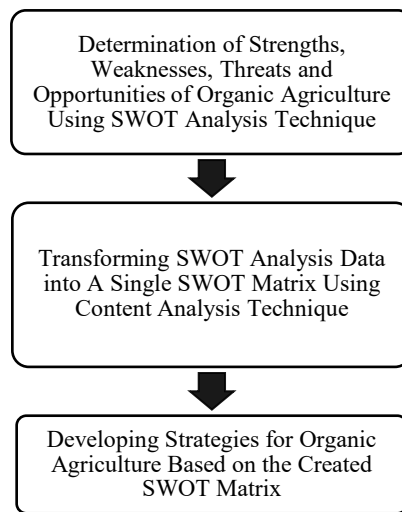 Determination of Strengths,
Weaknesses, Threats and
Opportunities of Organic Agriculture
Using SWOT Analysis Technique
Transforming SWOT Analysis Data
into A Single SWOT Matrix Using
Content Analysis Technique
Developing Strategies for Organic
Agriculture Based on the Created
SWOT Matrix